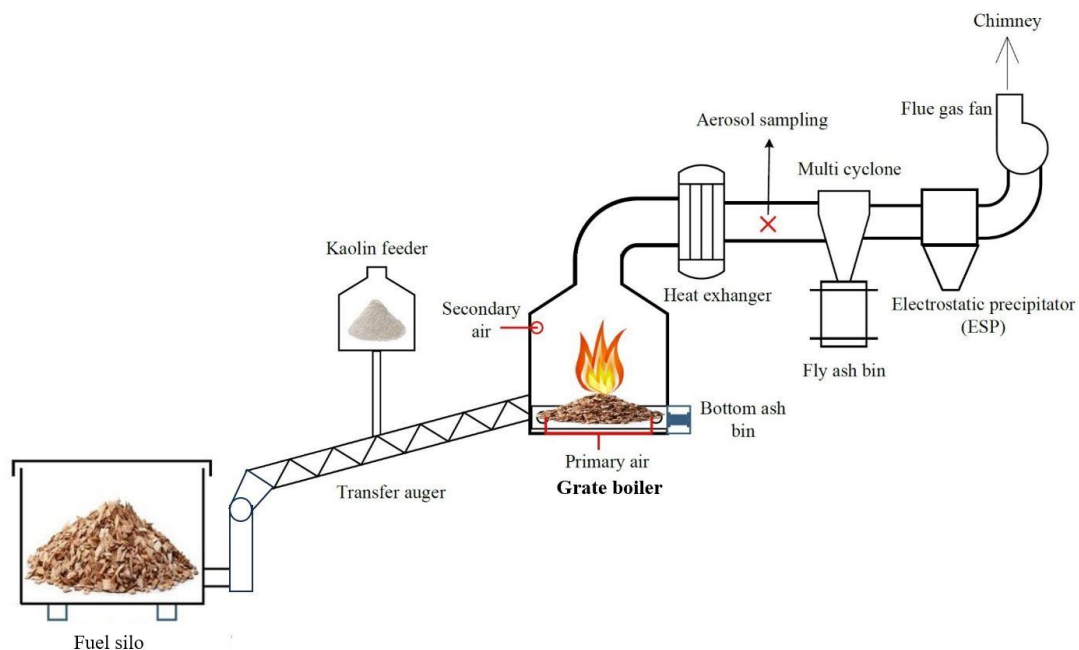 Chimney
Flue gas fan
Aerosol sampling
Multi cyclone
Kaolin feeder
Secondary
air
Heat exhanger
Electrostatic precipitator
(ESP)
Fly ash bin
Bottom ash
bin
Primary air
Grate boiler
Transfer auger
Fuel silo